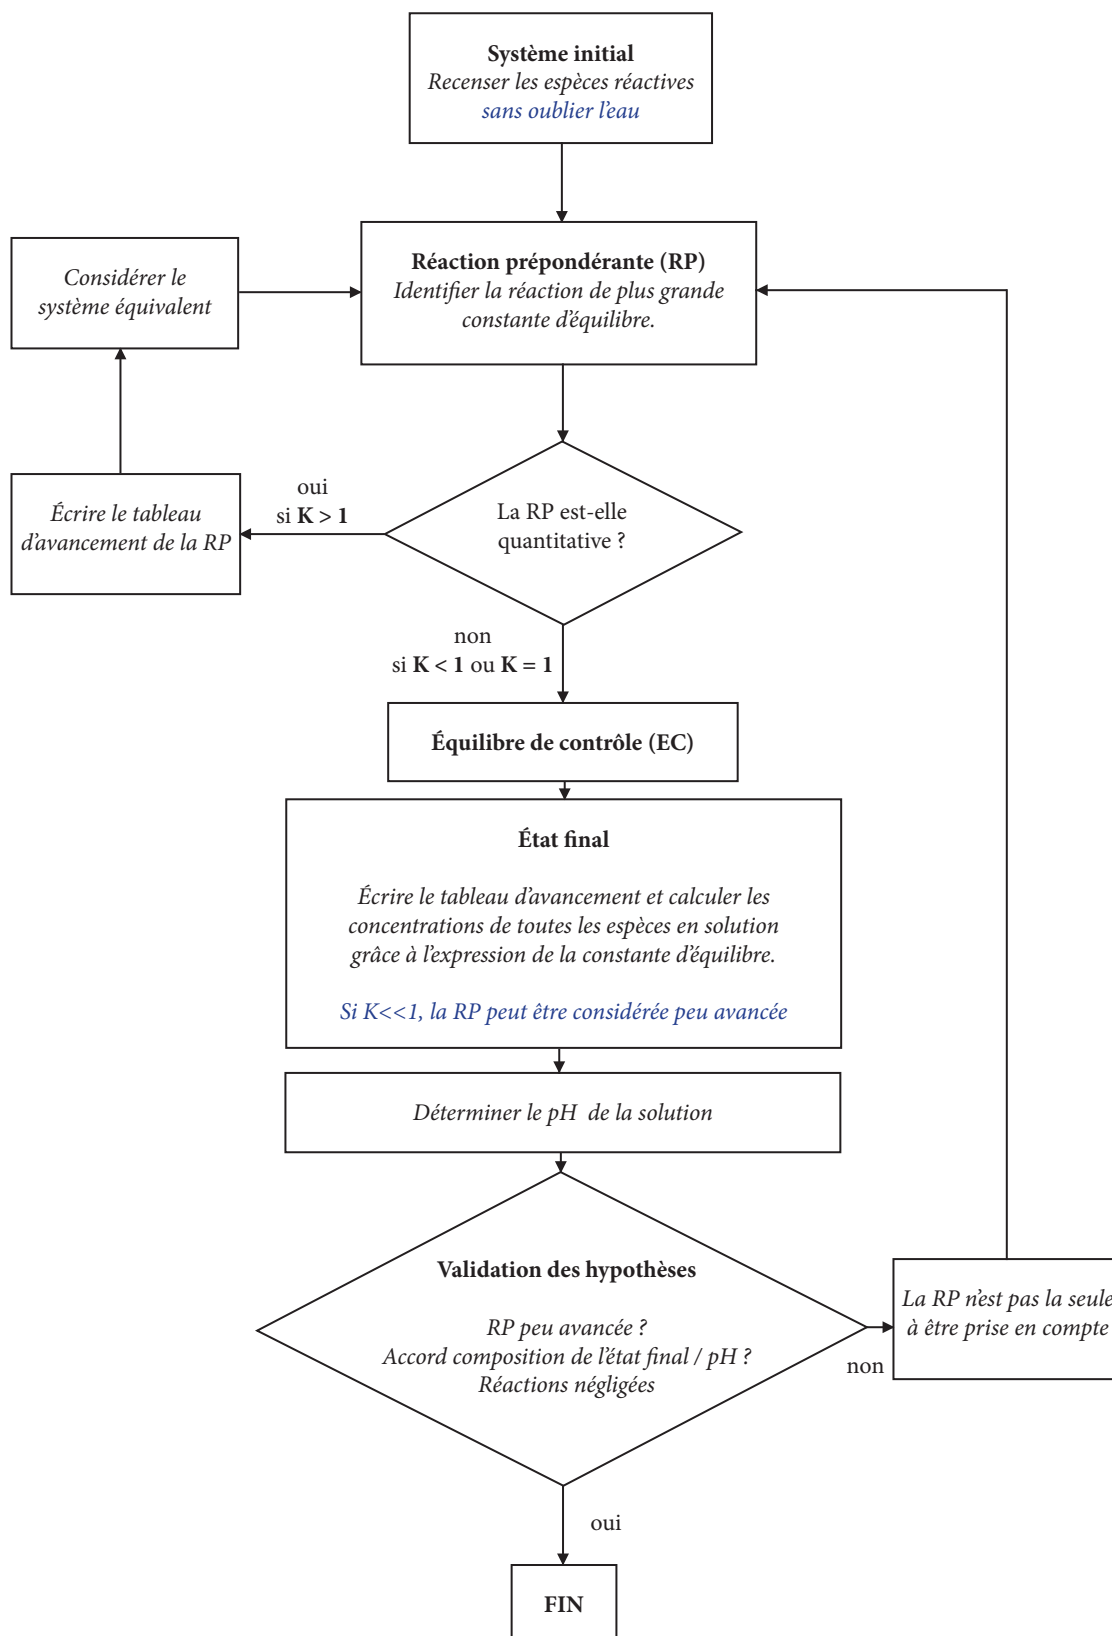 Système initial
Recenser les espèces réactives
sans oublier l'eau
Considérer le
système équivalent
Réaction prépondérante (RP)
Identifier la réaction de plus grande
constante d'équilibre.
Écrire le tableau
d'avancement de la RP
oui
si K > 1
La RP est-elle
quantitative ?
non
si K < 1 ou K = 1
Équilibre de contrôle (EC)
État final
Écrire le tableau d'avancement et calculer les
concentrations de toutes les espèces en solution
grâce à l'expression de la constante d'équilibre.
Si K<<1, la RP peut être considérée peu avancée
Déterminer le pH de la solution
Validation des hypothèses
RP peu avancée ?
Accord composition de l'état final / pH ?
Réactions négligées
non
La RP n'est pas la seule
à être prise en compte
oui
FIN